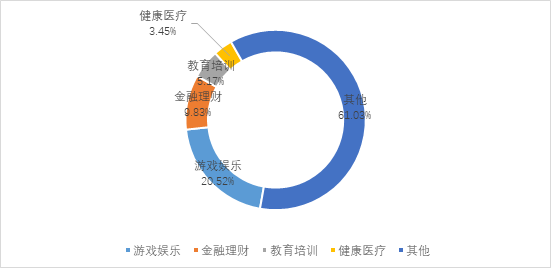 健康医疗
3.45%
教育培训
5.17%
金融理财
9.83%
其他
61.03%
游戏娱乐
20.52%
游戏娱乐 金融理财 教育培训 健康医疗 其他